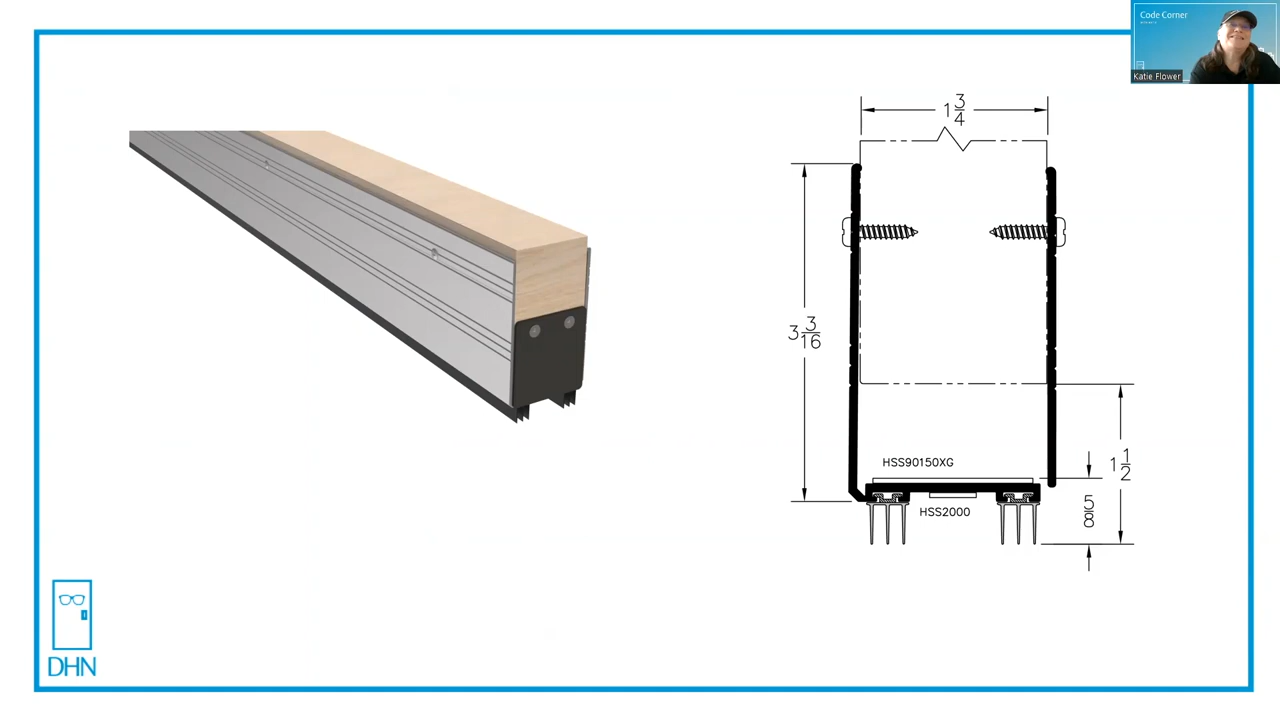 Code Corner
Katie Flower
1 3/4
3 3/16
HSS90150XG
1 1/2
HSS2000
5/8
DHN